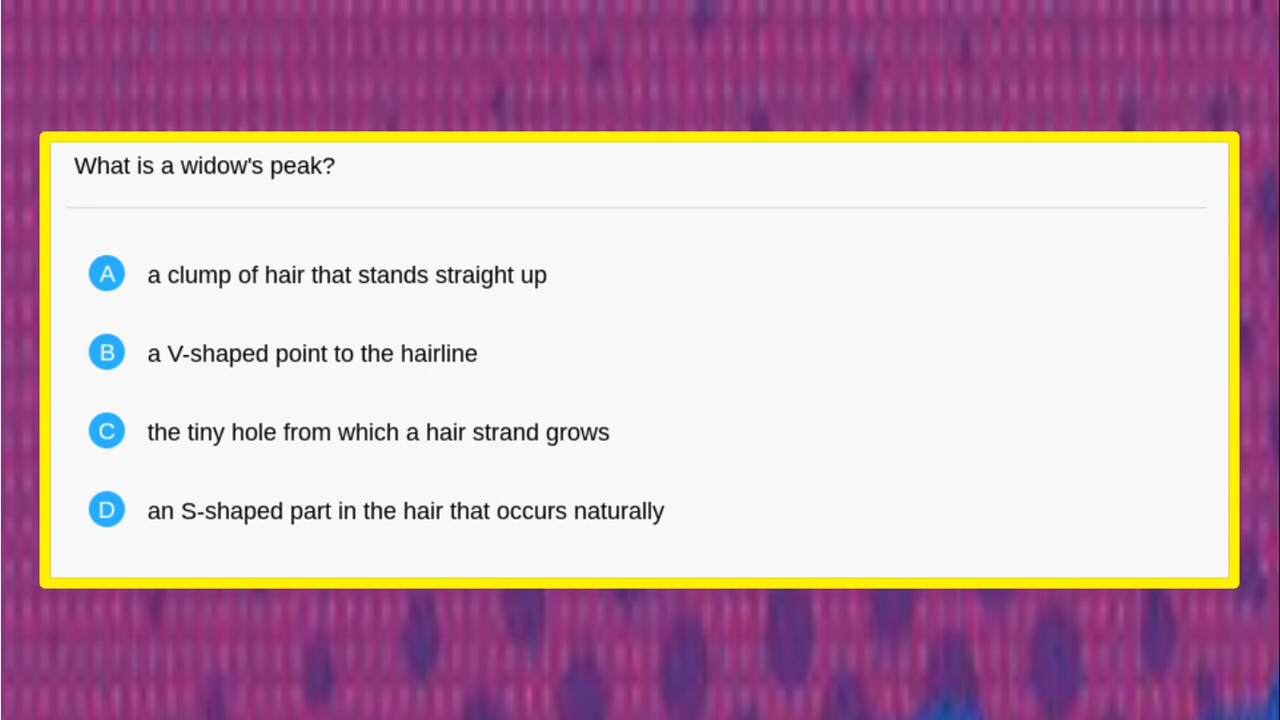 What is a widow's peak?
A a clump of hair that stands straight up
B a V-shaped point to the hairline
C the tiny hole from which a hair strand grows
D an S-shaped part in the hair that occurs naturally